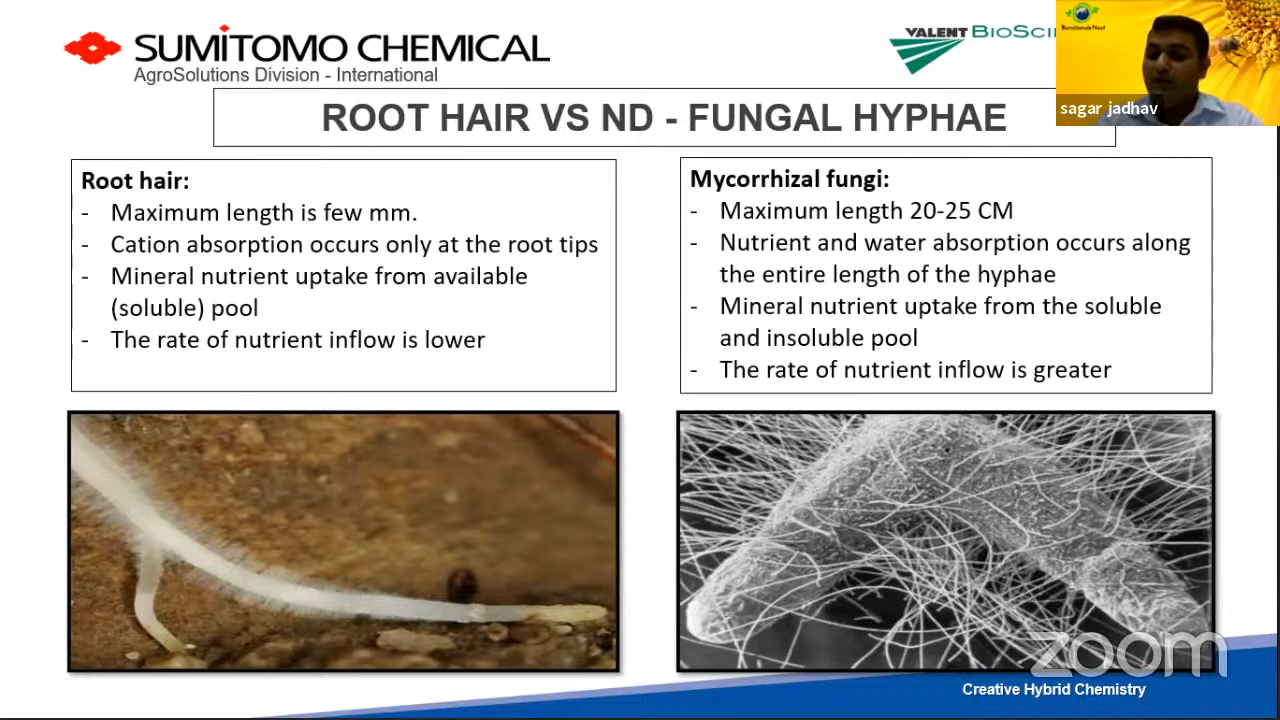 SUMİTOMO CHEMICAL
AgroSolutions Division - International
VALENT BIOSCI
sagar jadhav
ROOT HAIR VS ND - FUNGAL HYPHAE
Root hair:
- Maximum length is few mm.
- Cation absorption occurs only at the root tips
- Mineral nutrient uptake from available
(soluble) pool
- The rate of nutrient inflow is lower
Mycorrhizal fungi:
- Maximum length 20-25 CM
- Nutrient and water absorption occurs along
the entire length of the hyphae
- Mineral nutrient uptake from the soluble
and insoluble pool
- The rate of nutrient inflow is greater
zoom
Creative Hybrid Chemistry